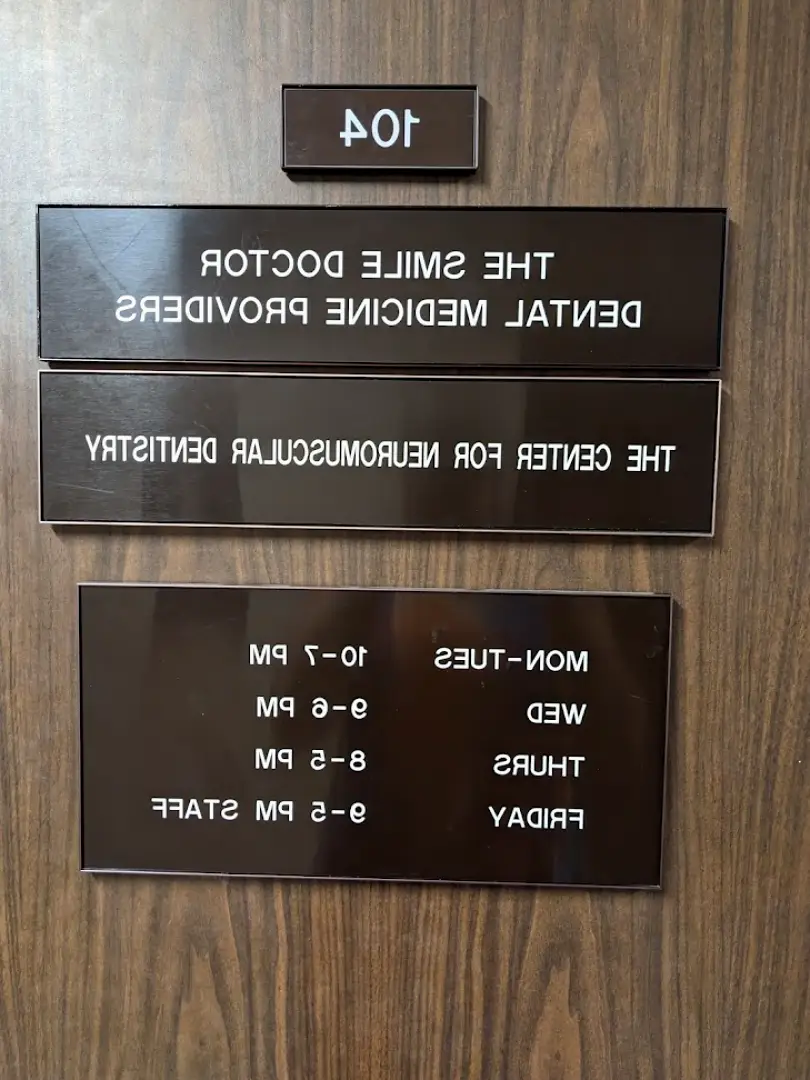 104
THE SMILE DOCTOR
DENTAL MEDICINE PROVIDERS
THE CENTER FOR NEUROMUSCULAR DENTISTRY
MON-TUES 10-7 PM
WED 9-6 PM
THURS 8-5 PM
FRIDAY 9-5 PM STAFF